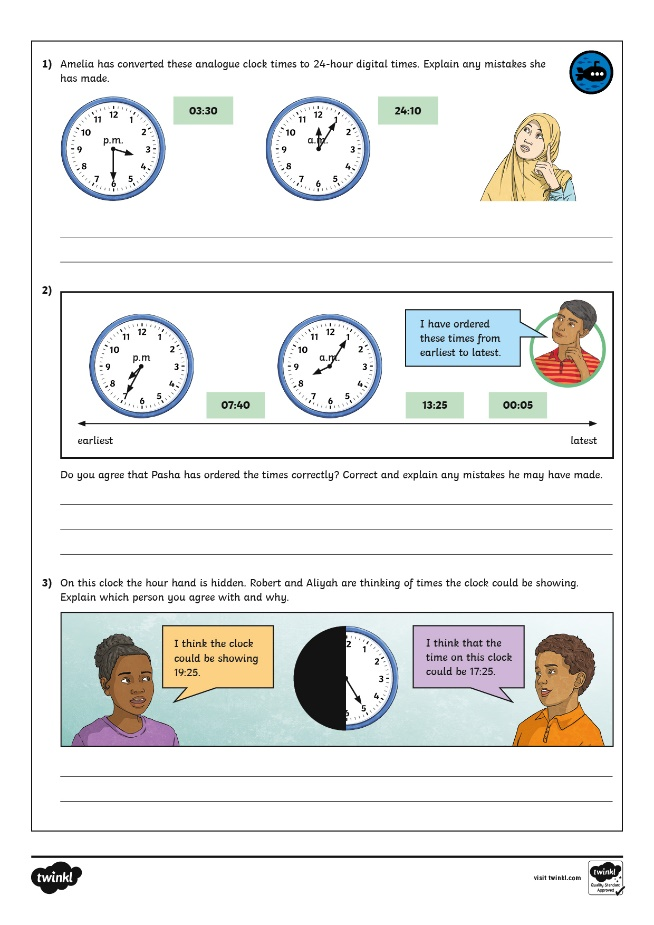 1) Amelia has converted these analogue clock times to 24-hour digital times. Explain any mistakes she
has made.
12
11
1
10
2
p.m.
9
3
8
4
7
5
6
03:30
12
11
1
10
2
a.m.
9
3
8
4
7
5
6
24:10
2)
12
11
1
10
2
p.m
9
3
8
4
7
5
6
07:40
12
11
1
10
2
a.m.
9
3
8
4
7
5
6
I have ordered
these times from
earliest to latest.
13:25
00:05
earliest
latest
Do you agree that Pasha has ordered the times correctly? Correct and explain any mistakes he may have made.
3) On this clock the hour hand is hidden. Robert and Aliyah are thinking of times the clock could be showing.
Explain which person you agree with and why.
I think the clock
could be showing
19:25.
2
1
2
3
4
5
6
I think that the
time on this clock
could be 17:25.
twinkl
visit twinkl.com
twinkl
Quality Standard
Approved